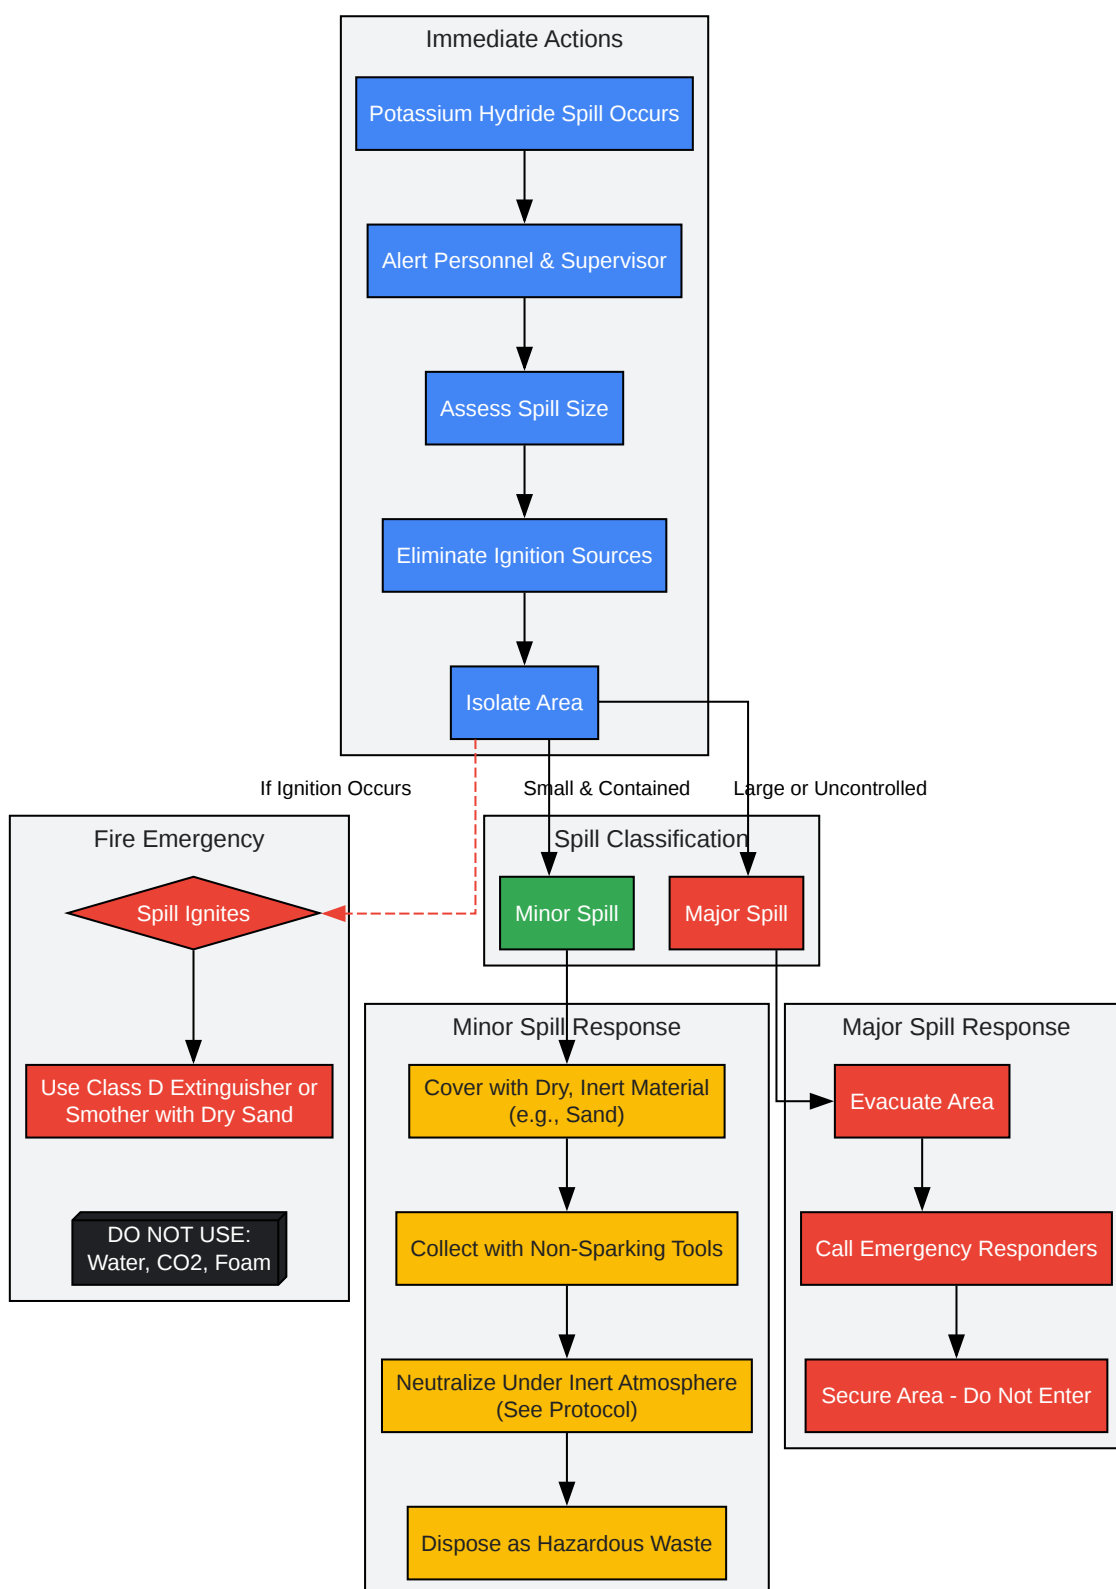 Immediate Actions
Potassium Hydride Spill Occurs
Alert Personnel & Supervisor
Assess Spill Size
Eliminate Ignition Sources
Isolate Area
If Ignition Occurs
Small & Contained
Large or Uncontrolled
Fire Emergency
Spill Ignites
Use Class D Extinguisher or
Smother with Dry Sand
DO NOT USE:
Water, CO2, Foam
Spill Classification
Minor Spill
Major Spill
Minor Spill Response
Cover with Dry, Inert Material
(e.g., Sand)
Collect with Non-Sparking Tools
Neutralize Under Inert Atmosphere
(See Protocol)
Dispose as Hazardous Waste
Major Spill Response
Evacuate Area
Call Emergency Responders
Secure Area - Do Not Enter